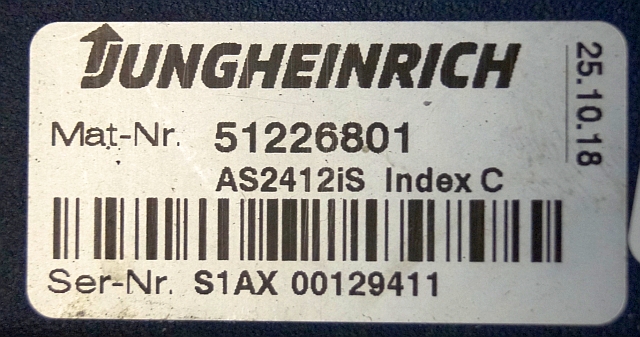 JUNGHEINRICH
25.10.18
Mat-Nr. 51226801
AS2412iS Index C
Ser-Nr. S1AX 00129411